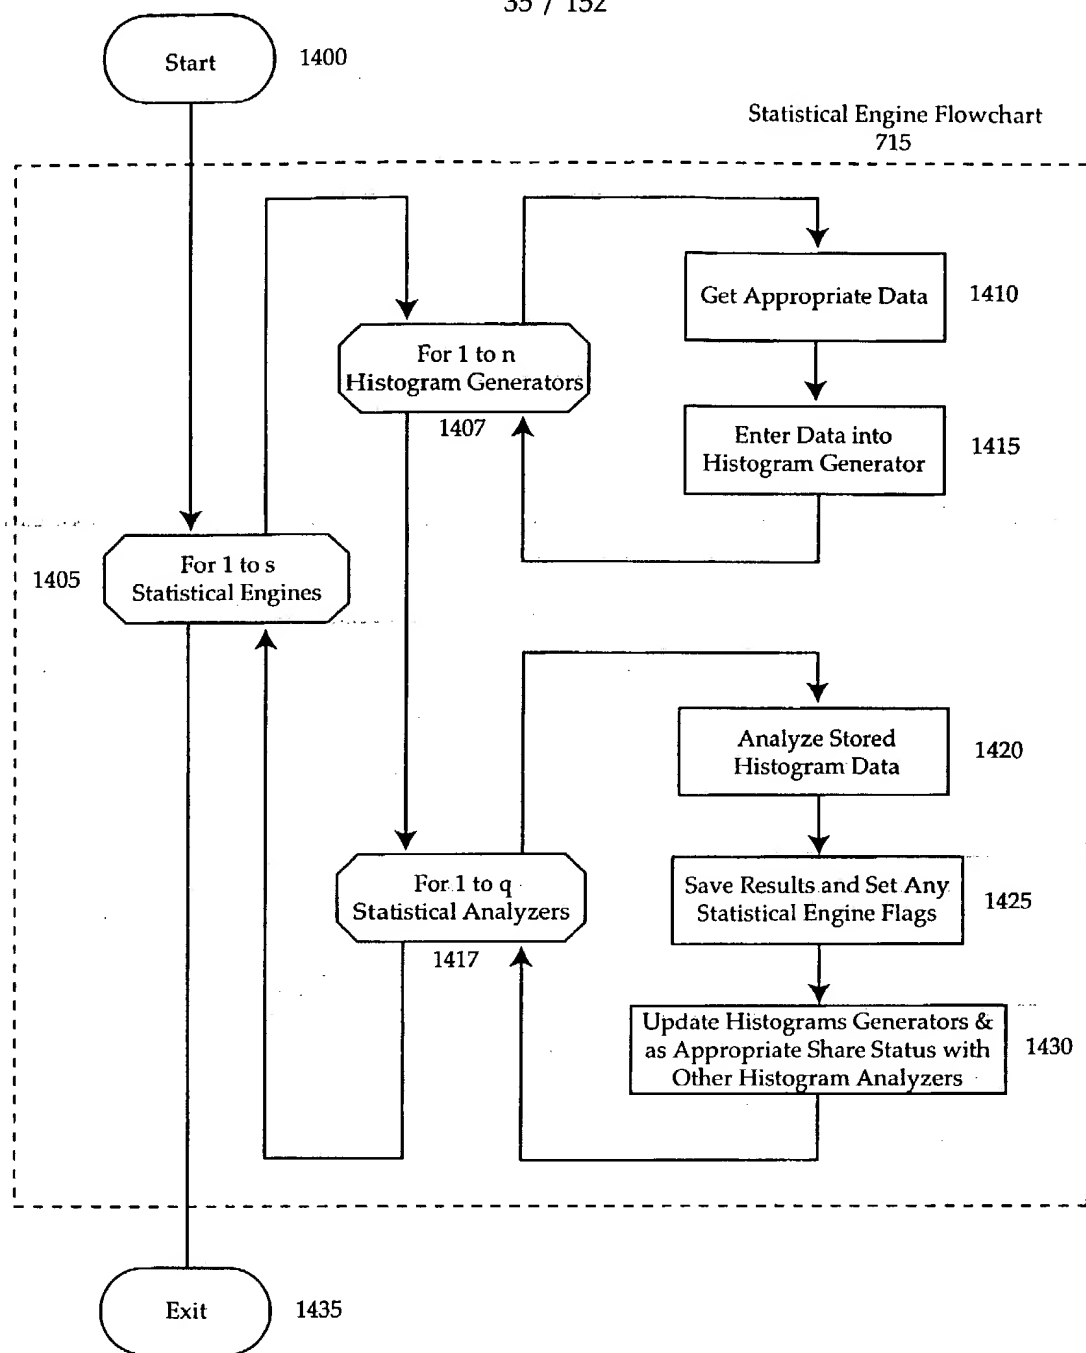 35 / 152
Start
1400
Statistical Engine Flowchart
715
Get Appropriate Data
1410
For 1 to n
Histogram Generators
1407
Enter Data into
Histogram Generator
1415
For 1 to s
Statistical Engines
1405
Analyze Stored
Histogram Data
1420
For 1 to q
Statistical Analyzers
1417
Save Results and Set Any
Statistical Engine Flags
1425
Update Histograms Generators &
as Appropriate Share Status with
Other Histogram Analyzers
1430
Exit
1435